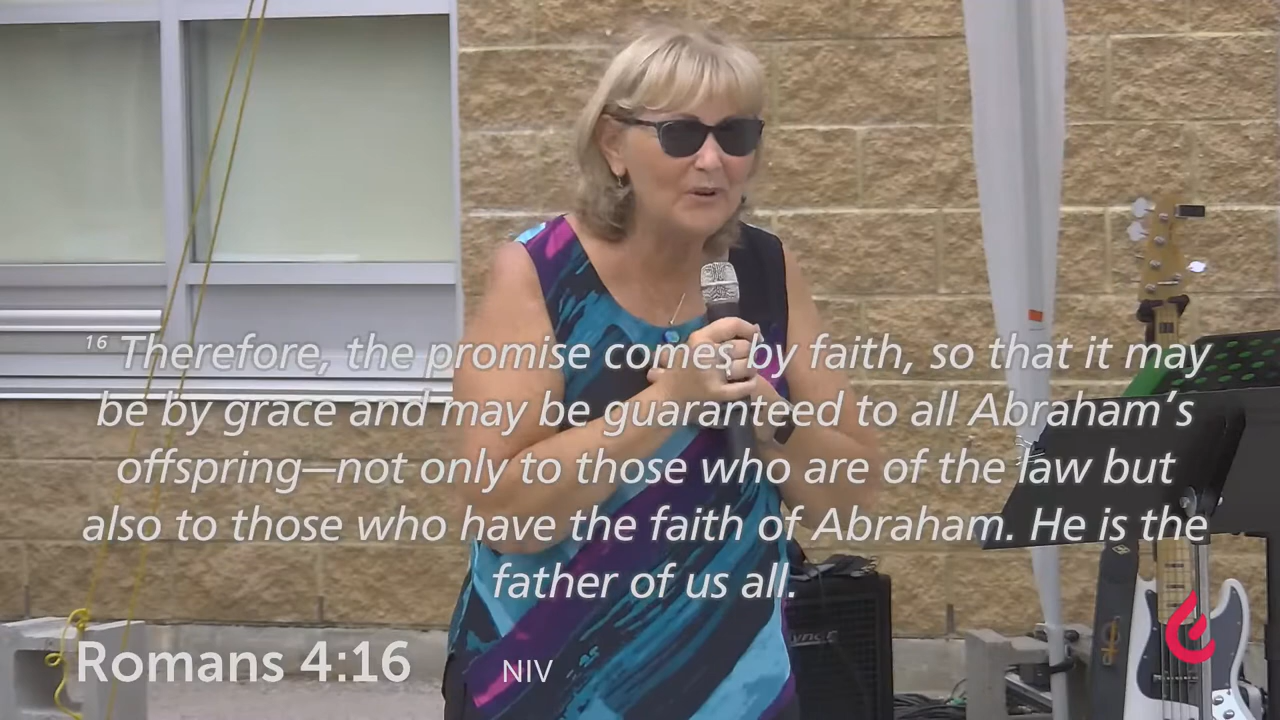 16 Therefore, the promise comes by faith, so that it may
be by grace and may be guaranteed to all Abraham’s
offspring—not only to those who are of the law but
also to those who have the faith of Abraham. He is the
father of us all.
Romans 4:16 NIV